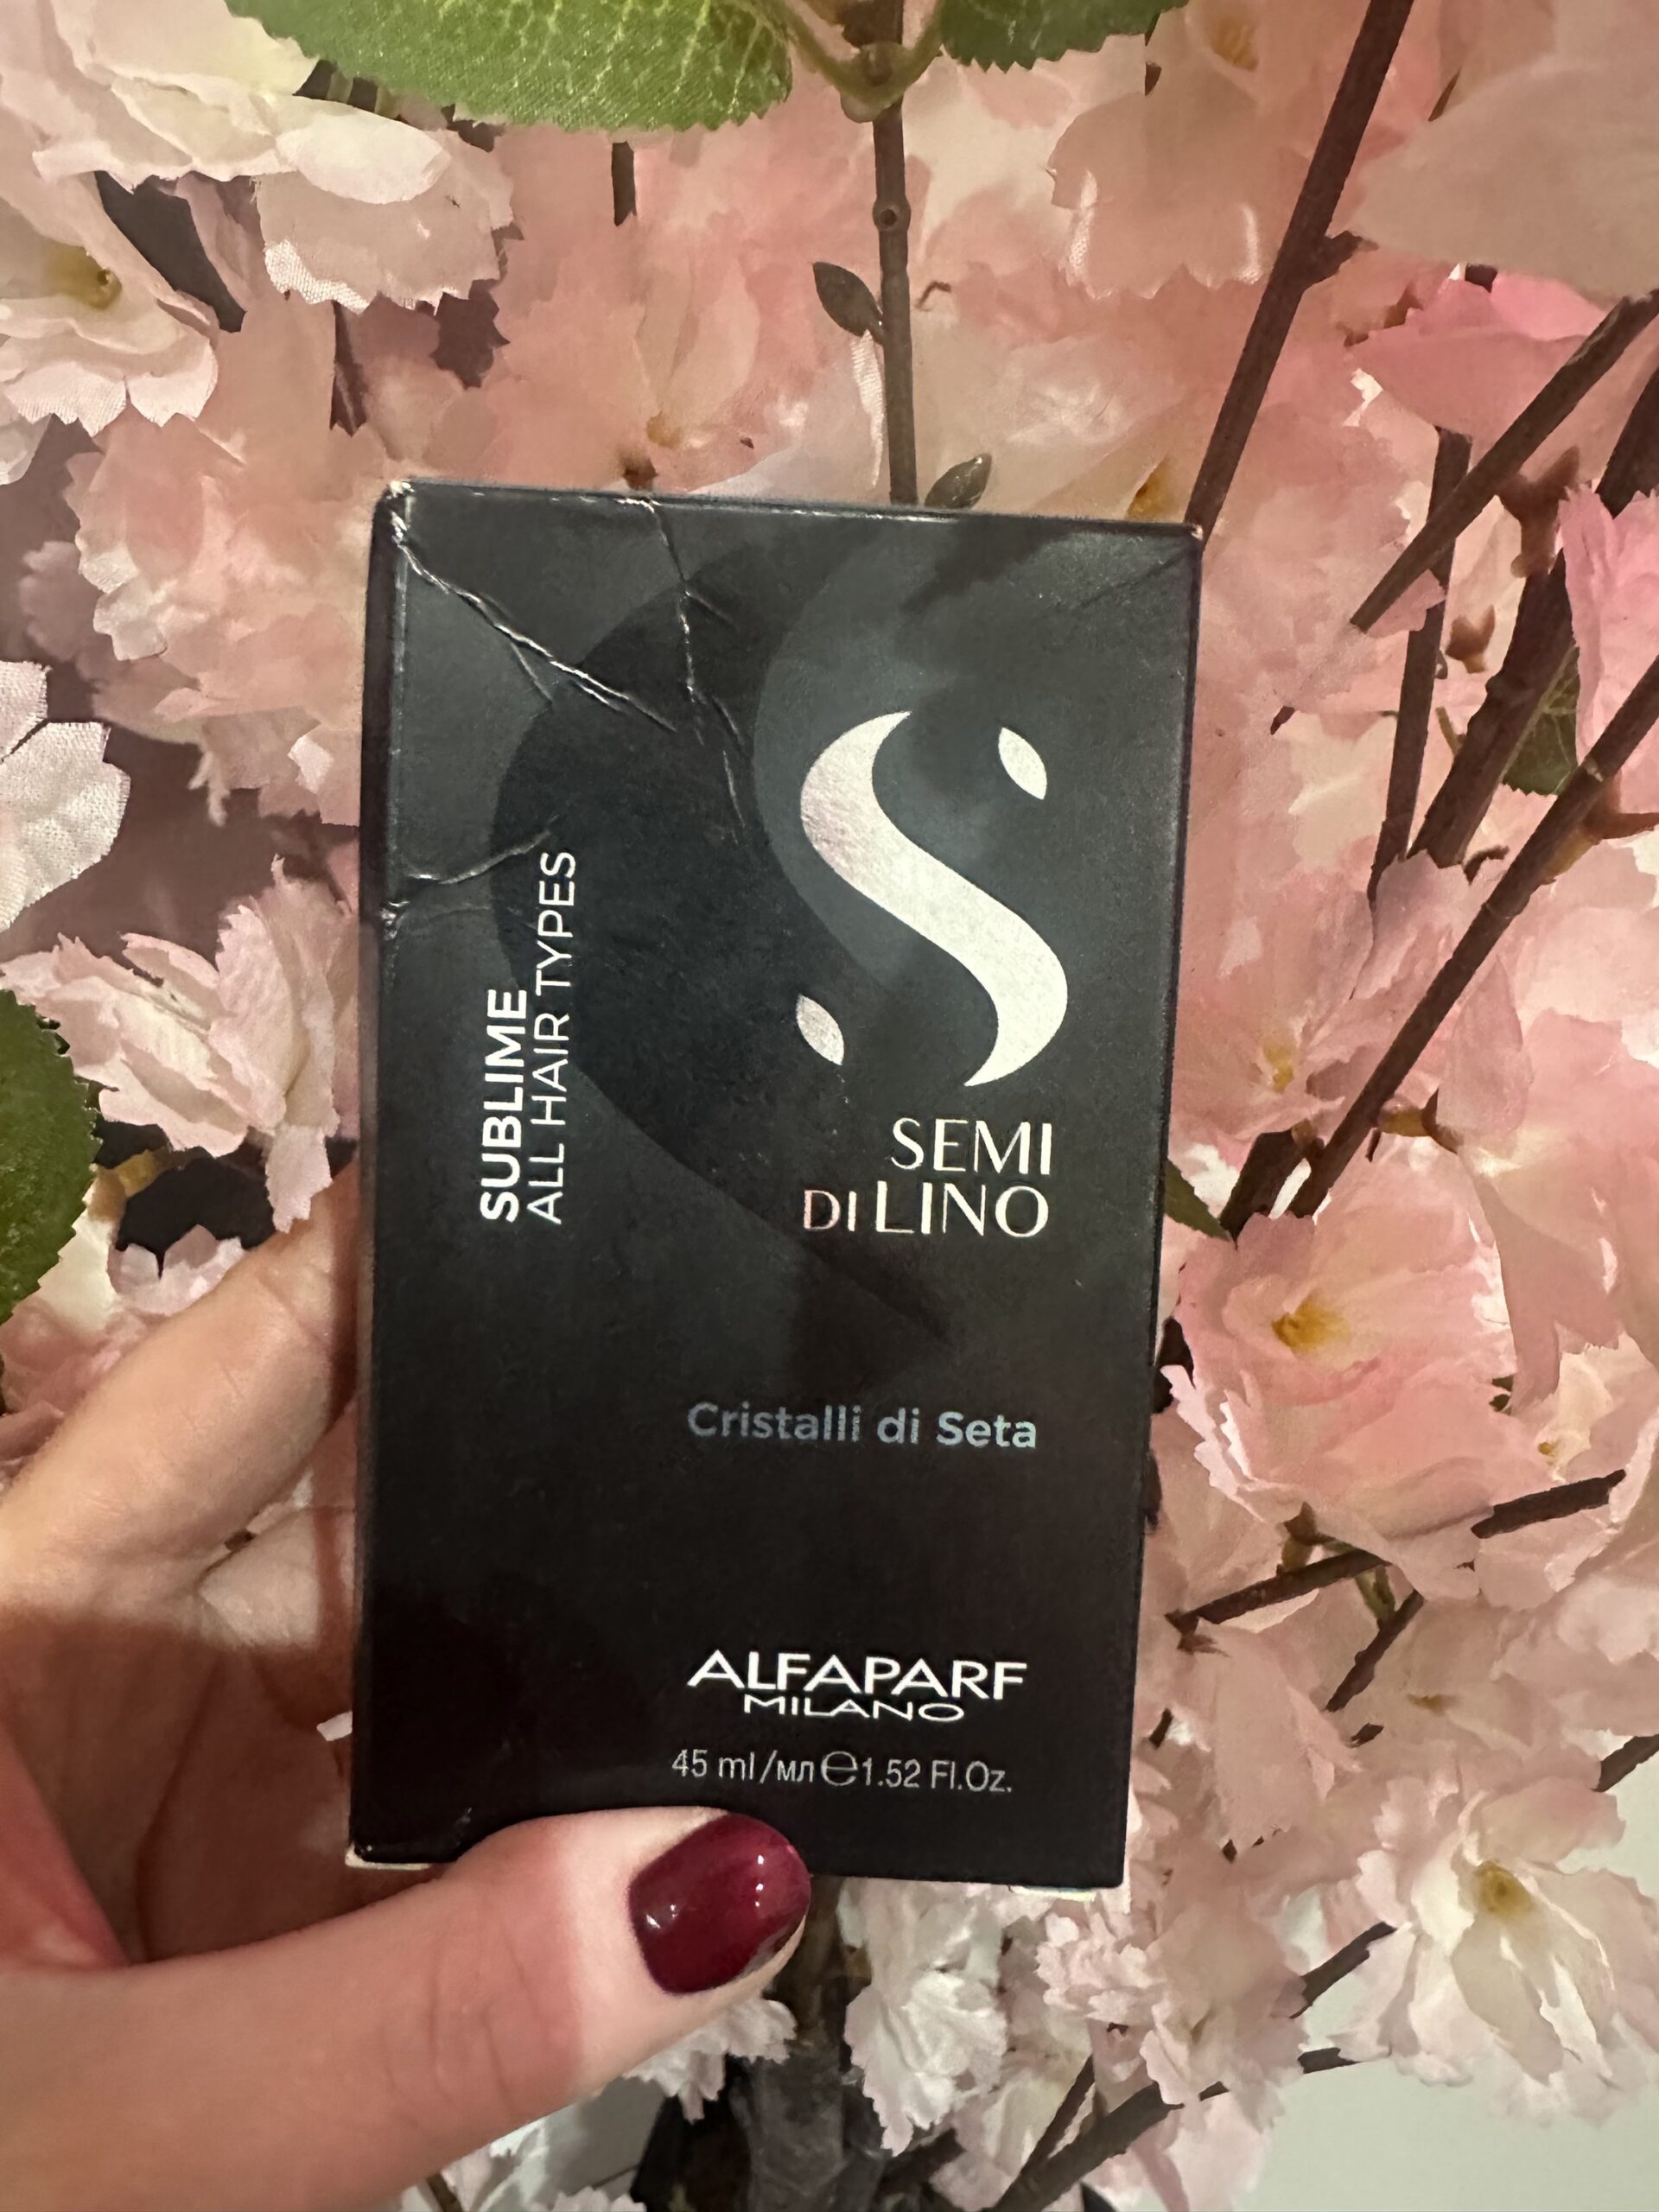 SUBLIME
ALL HAIR TYPES
SEMI
DI LINO
Cristalli di Seta
ALFAPARF
MILANO
45 ml/мл ℮ 1.52 Fl.Oz.